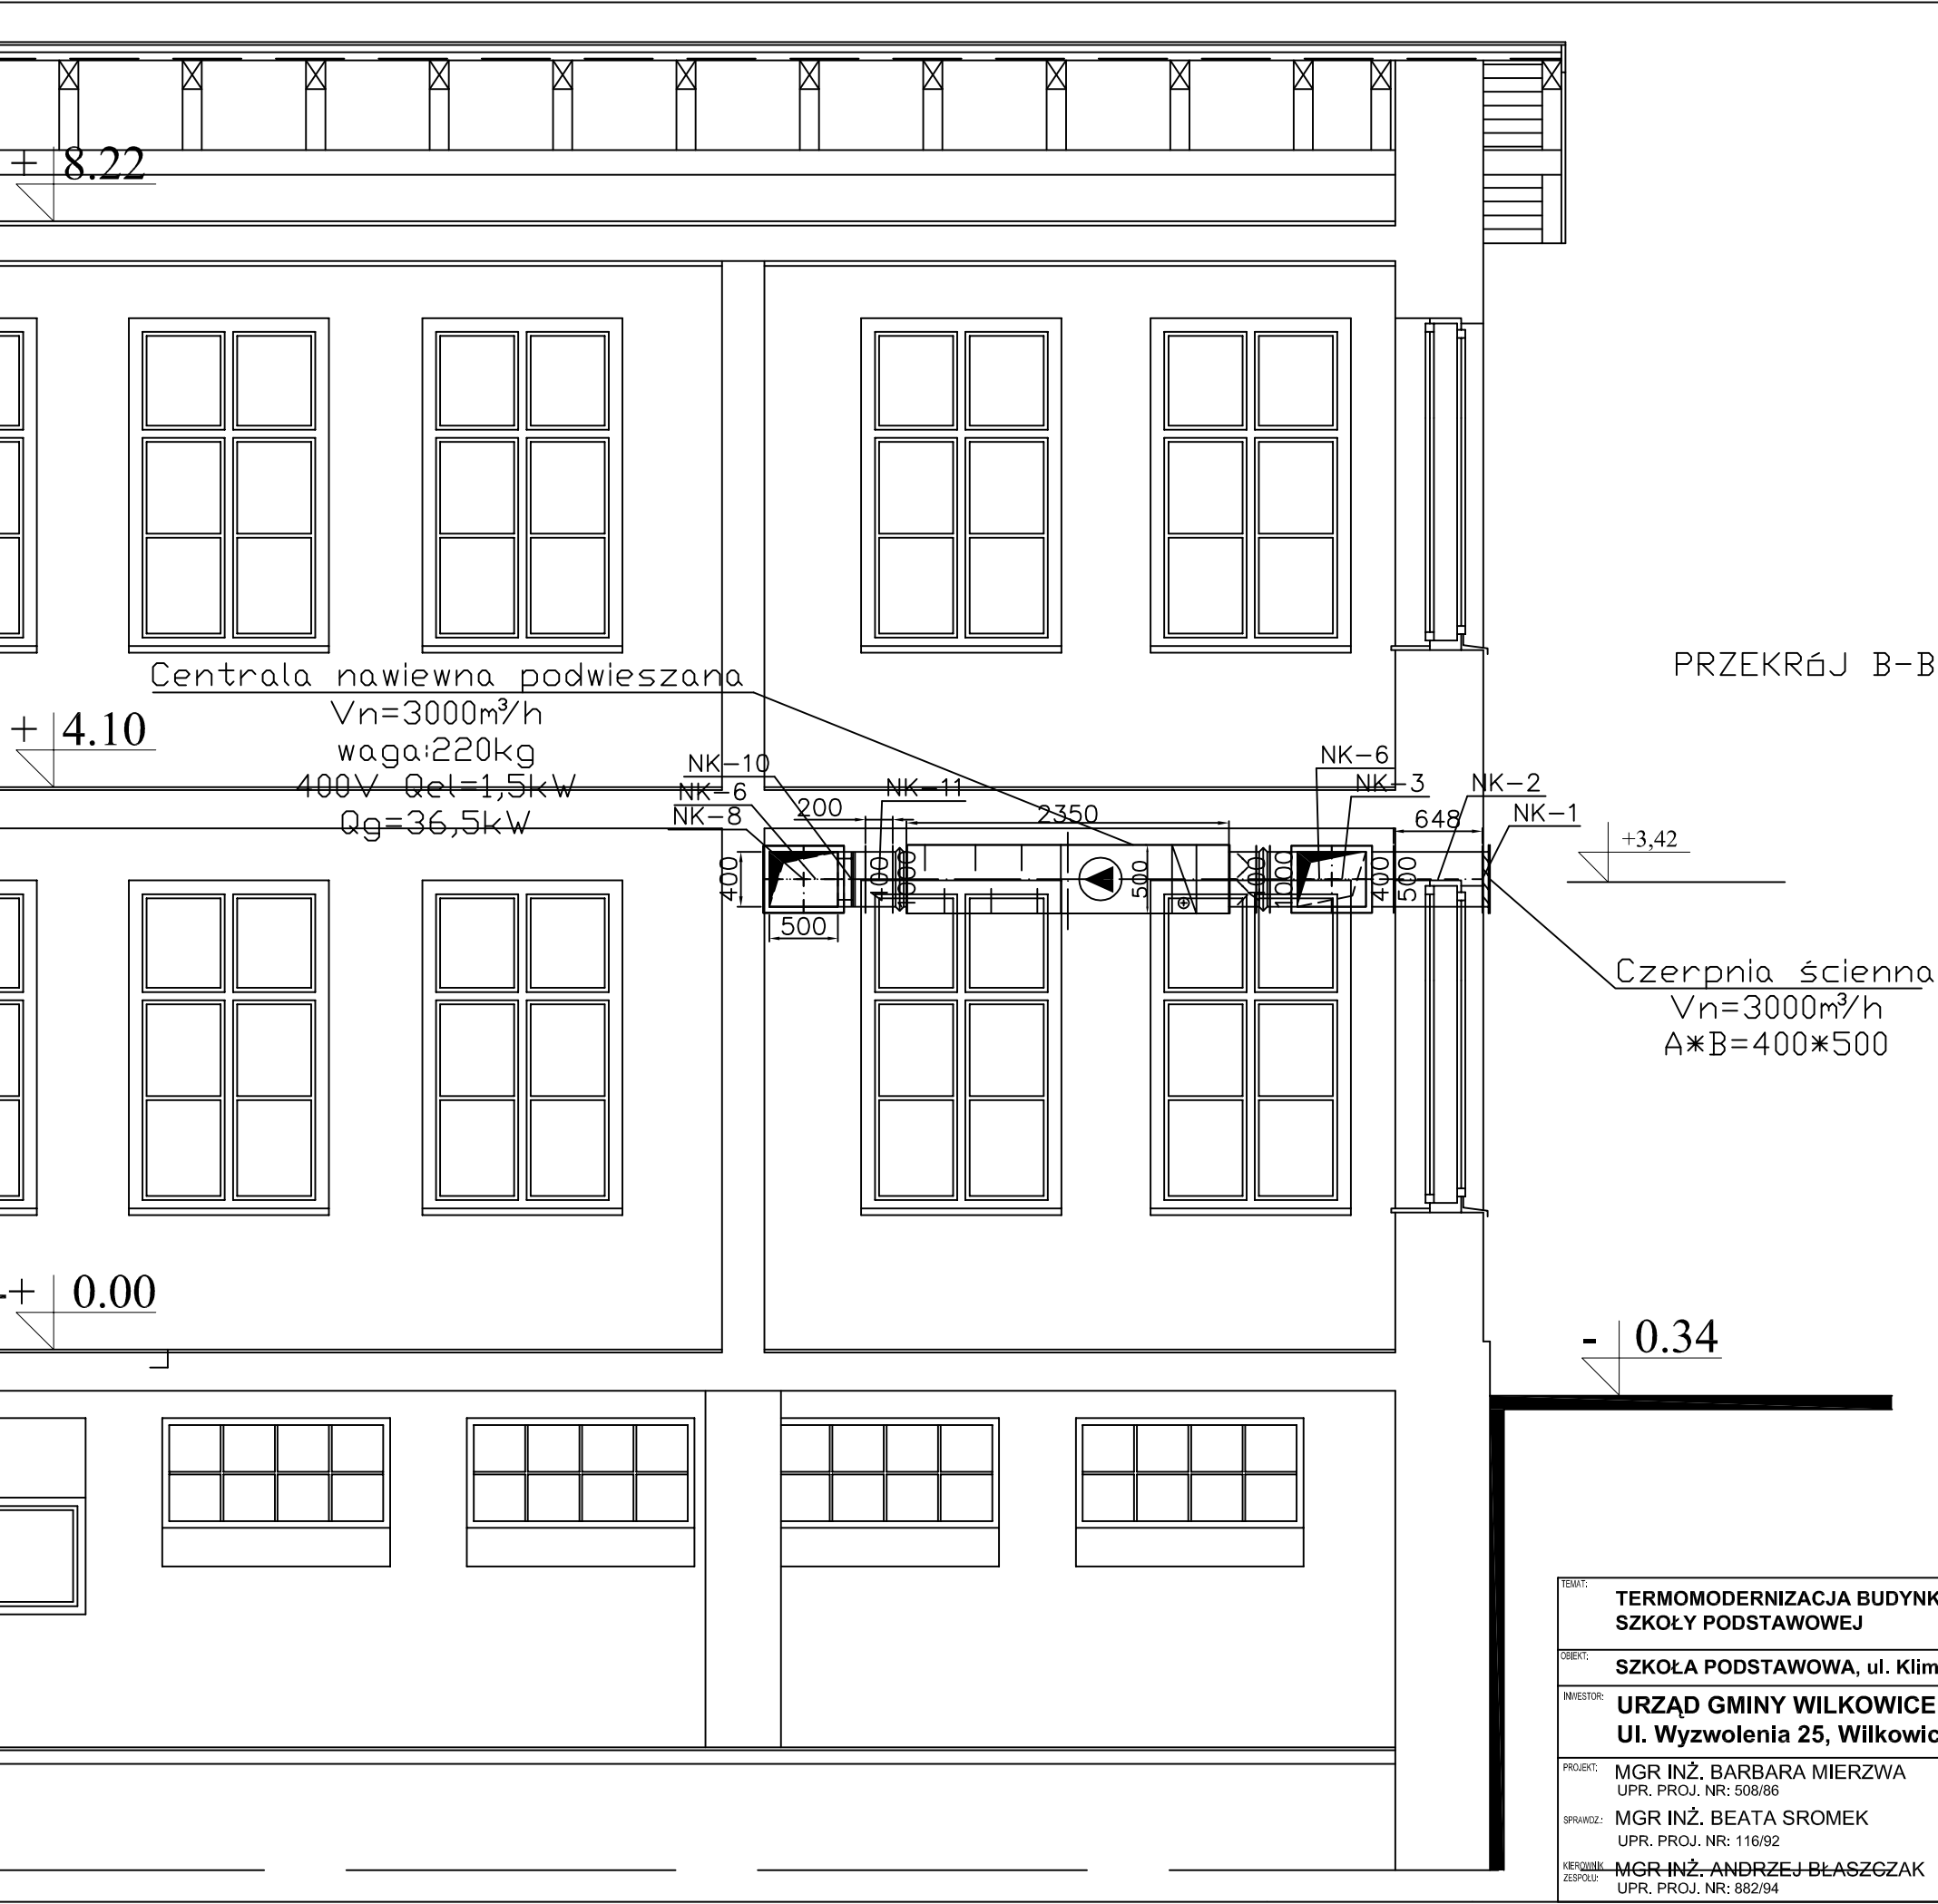 + 8.22
Centrala nawiewna podwieszana
Vn=3000m³/h
waga:220kg
400V Qel=1,5kW
Qg=36,5kW
PRZEKRóJ B-B
+ 4.10
NK-10
NK-6
NK-8
NK-11
200
2350
NK-6
NK-3
NK-2
NK-1
648
+3,42
400
500
400
1000
500
1000
400
500
Czerpnia ścienna
Vn=3000m³/h
A*B=400*500
-+ 0.00
- 0.34
TEMAT:
TERMOMODERNIZACJA BUDYNK
SZKOŁY PODSTAWOWEJ
OBIEKT:
SZKOŁA PODSTAWOWA, ul. Klim
INWESTOR:
URZĄD GMINY WILKOWICE
Ul. Wyzwolenia 25, Wilkowic
PROJEKT:
MGR INŻ. BARBARA MIERZWA
UPR. PROJ. NR: 508/86
SPRAWDZ.:
MGR INŻ. BEATA SROMEK
UPR. PROJ. NR: 116/92
KIEROWNIK
ZESPOŁU:
MGR INŻ. ANDRZEJ BŁASZCZAK
UPR. PROJ. NR: 882/94